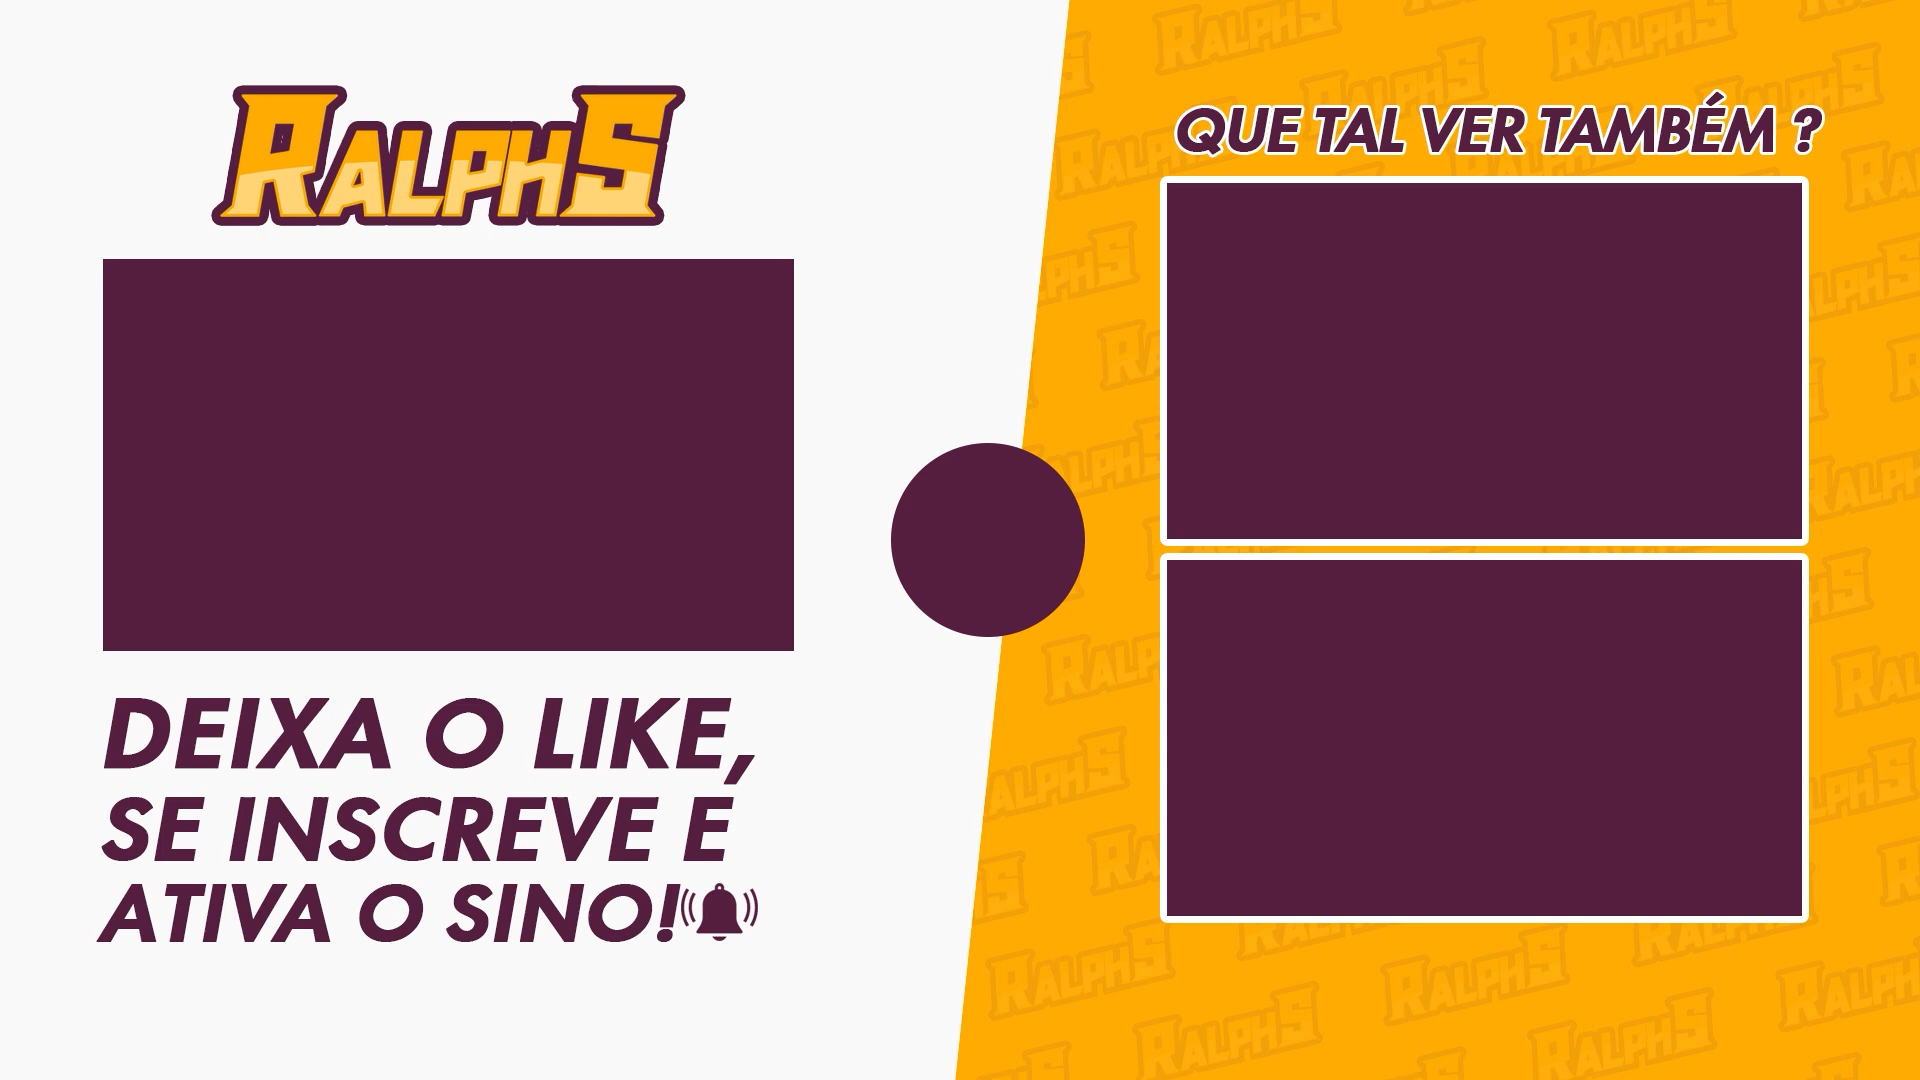 RALPHS
DEIXA O LIKE,
SE INSCREVE E
ATIVA O SINO!
QUE TAL VER TAMBÉM ?